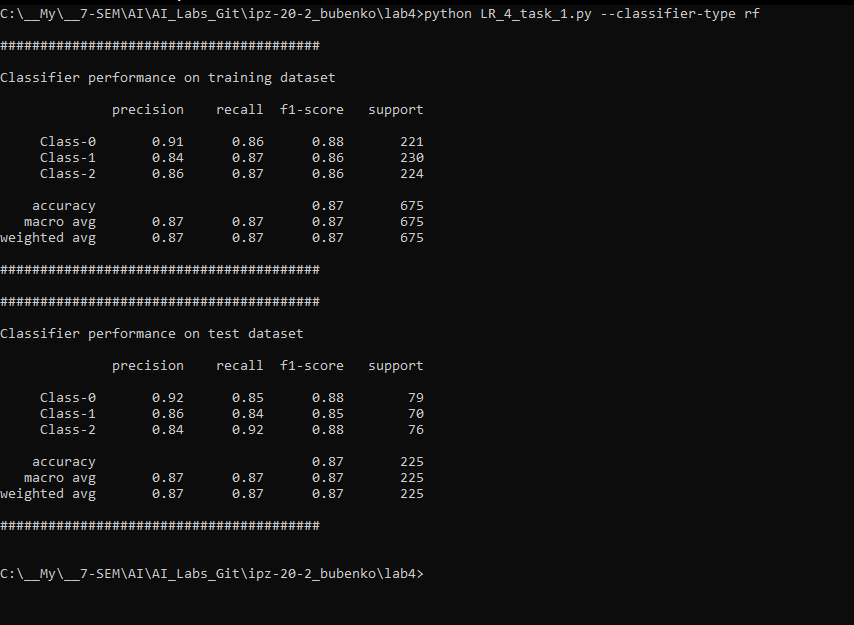 C:\__My\__7-SEM\AI\AI_Labs_Git\ipz-20-2_bubenko\lab4>python LR_4_task_1.py --classifier-type rf
########################################
Classifier performance on training dataset
precision recall f1-score support
Class-0 0.91 0.86 0.88 221
Class-1 0.84 0.87 0.86 230
Class-2 0.86 0.87 0.86 224
accuracy 0.87 675
macro avg 0.87 0.87 0.87 675
weighted avg 0.87 0.87 0.87 675
########################################
########################################
Classifier performance on test dataset
precision recall f1-score support
Class-0 0.92 0.85 0.88 79
Class-1 0.86 0.84 0.85 70
Class-2 0.84 0.92 0.88 76
accuracy 0.87 225
macro avg 0.87 0.87 0.87 225
weighted avg 0.87 0.87 0.87 225
########################################
C:\__My\__7-SEM\AI\AI_Labs_Git\ipz-20-2_bubenko\lab4>